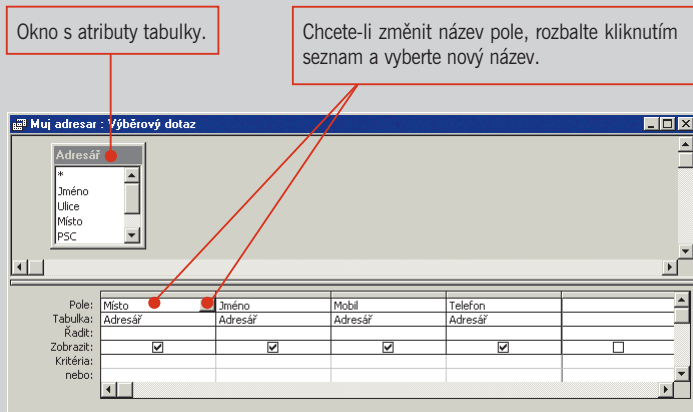 Okno s atributy tabulky.
Chcete-li změnit název pole, rozbalte kliknutím
seznam a vyberte nový název.
Muj adresar : Výběrový dotaz
Adresář
*
Jméno
Ulice
Místo
PSC
Pole: Místo Jméno Mobil Telefon
Tabulka: Adresář Adresář Adresář Adresář
Řadit:
Zobrazit:
Kritéria:
nebo: